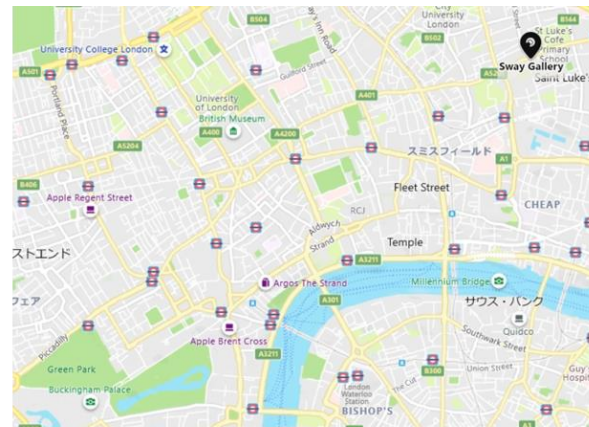 B504
University College London
City
University
London
B502
B144
St Luke's
Cofe
Primary
School
Sway Gallery
Saint Luke's
A501
Guilford Street
A52
Portland Place
University
of London
British Museum
A400
A4200
A401
A5204
スミスフィールド
A1
B406
Fleet Street
Apple Regent Street
RCJ
CHEAP
Aldwych
Strand
Temple
ストエンド
A3211
Argos The Strand
Millennium Bridge
フェア
A301
サウス・バンク
Quidco
Piccadilly
Apple Brent Cross
Southwark Street
A3211
Green Park
B300
Union Street
Guy
Hospi
The Cut
Buckingham Palace
London
Waterloo
Station
BISHOP'S
A3